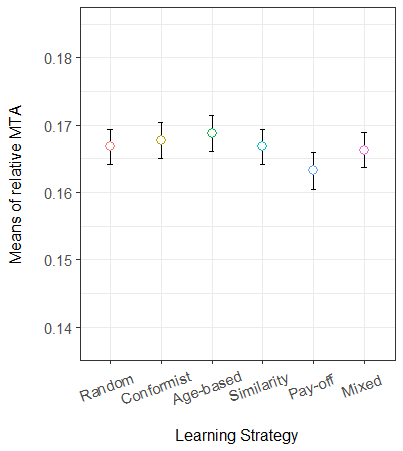 Means of relative MTA
0.18
0.17
0.16
0.15
0.14
Random
Conformist
Age-based
Similarity
Pay-off
Mixed
Learning Strategy